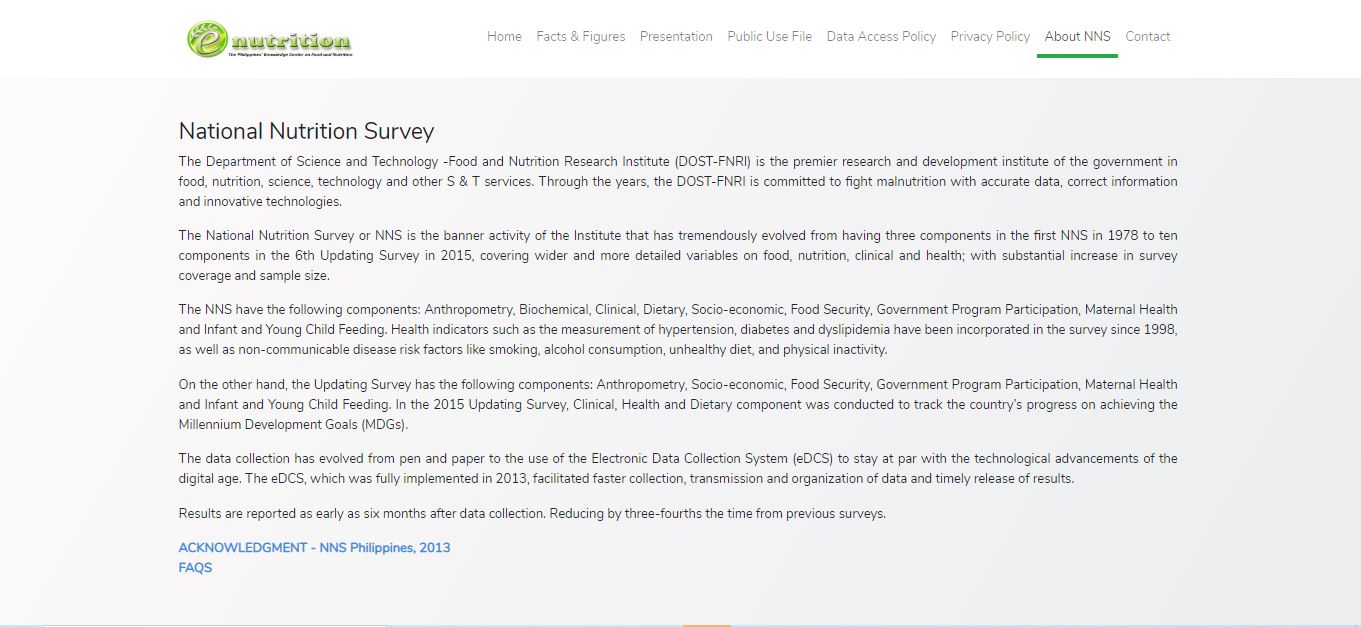 e nutrition
The Philippines' Knowledge Center on Food and Nutrition
Home Facts & Figures Presentation Public Use File Data Access Policy Privacy Policy About NNS Contact
National Nutrition Survey
The Department of Science and Technology -Food and Nutrition Research Institute (DOST-FNRI) is the premier research and development institute of the government in
food, nutrition, science, technology and other S & T services. Through the years, the DOST-FNRI is committed to fight malnutrition with accurate data, correct information
and innovative technologies.
The National Nutrition Survey or NNS is the banner activity of the Institute that has tremendously evolved from having three components in the first NNS in 1978 to ten
components in the 6th Updating Survey in 2015, covering wider and more detailed variables on food, nutrition, clinical and health; with substantial increase in survey
coverage and sample size.
The NNS have the following components: Anthropometry, Biochemical, Clinical, Dietary, Socio-economic, Food Security, Government Program Participation, Maternal Health
and Infant and Young Child Feeding. Health indicators such as the measurement of hypertension, diabetes and dyslipidemia have been incorporated in the survey since 1998,
as well as non-communicable disease risk factors like smoking, alcohol consumption, unhealthy diet, and physical inactivity.
On the other hand, the Updating Survey has the following components: Anthropometry, Socio-economic, Food Security, Government Program Participation, Maternal Health
and Infant and Young Child Feeding. In the 2015 Updating Survey, Clinical, Health and Dietary component was conducted to track the country's progress on achieving the
Millennium Development Goals (MDGs).
The data collection has evolved from pen and paper to the use of the Electronic Data Collection System (eDCS) to stay at par with the technological advancements of the
digital age. The eDCS, which was fully implemented in 2013, facilitated faster collection, transmission and organization of data and timely release of results.
Results are reported as early as six months after data collection. Reducing by three-fourths the time from previous surveys.
ACKNOWLEDGMENT - NNS Philippines, 2013
FAQS